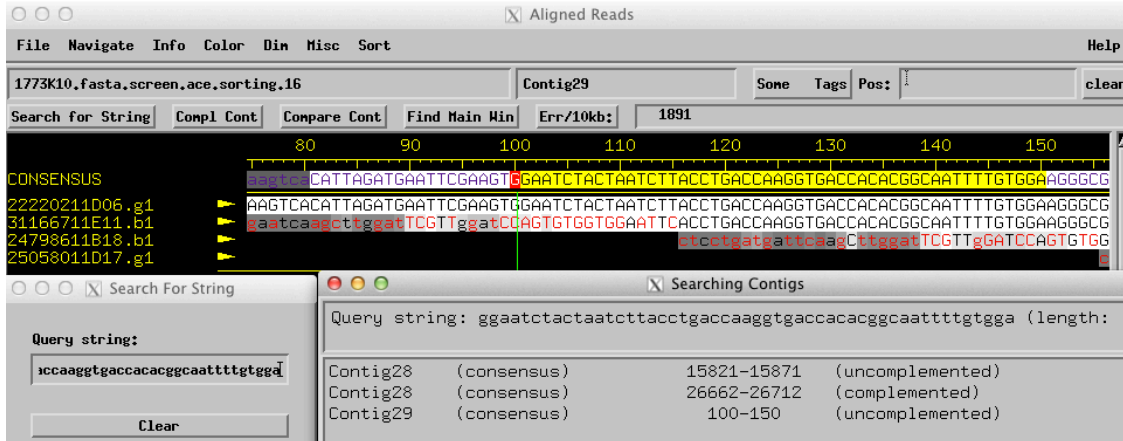 Aligned Reads
File Navigate Info Color Dim Misc Sort Help
1773K10.fasta.screen.ace.sorting.16 Contig29 Some Tags Pos: clear
Search for String Compl Cont Compare Cont Find Main Win Err/10kb: 1891
80 90 100 110 120 130 140 150
CONSENSUS aagtcaCATTAGATGAATTCGAAGTGGAATCTACTAATCTTACCTGACCAAGGTGACCACACGGCAATTTTGTGGAAGGGCG
22220211D06.g1 AAGTCACATTAGATGAATTCGAAGTGGAATCTACTAATCTTACCTGACCAAGGTGACCACACGGCAATTTTGTGGAAGGGCG
31166711E11.b1 gaatcaagcttggatTCGTTggatCCAGTGTGGTGGAATTCACCTGACCAAGGTGACCACACGGCAATTTTGTGGAAGGGCG
24798611B18.b1 ctcctgatgattcaagCttggatTCGTTgGATCCAGTGTGG
25058011D17.g1 c
Search For String
Query string:
accaaggtgaccacacggcaattttgtgga
Clear
Searching Contigs
Query string: ggaatctactaatcttacctgaccaaggtgaccacacggcaattttgtgga (length:
Contig28 (consensus) 15821-15871 (uncomplemented)
Contig28 (consensus) 26662-26712 (complemented)
Contig29 (consensus) 100-150 (uncomplemented)